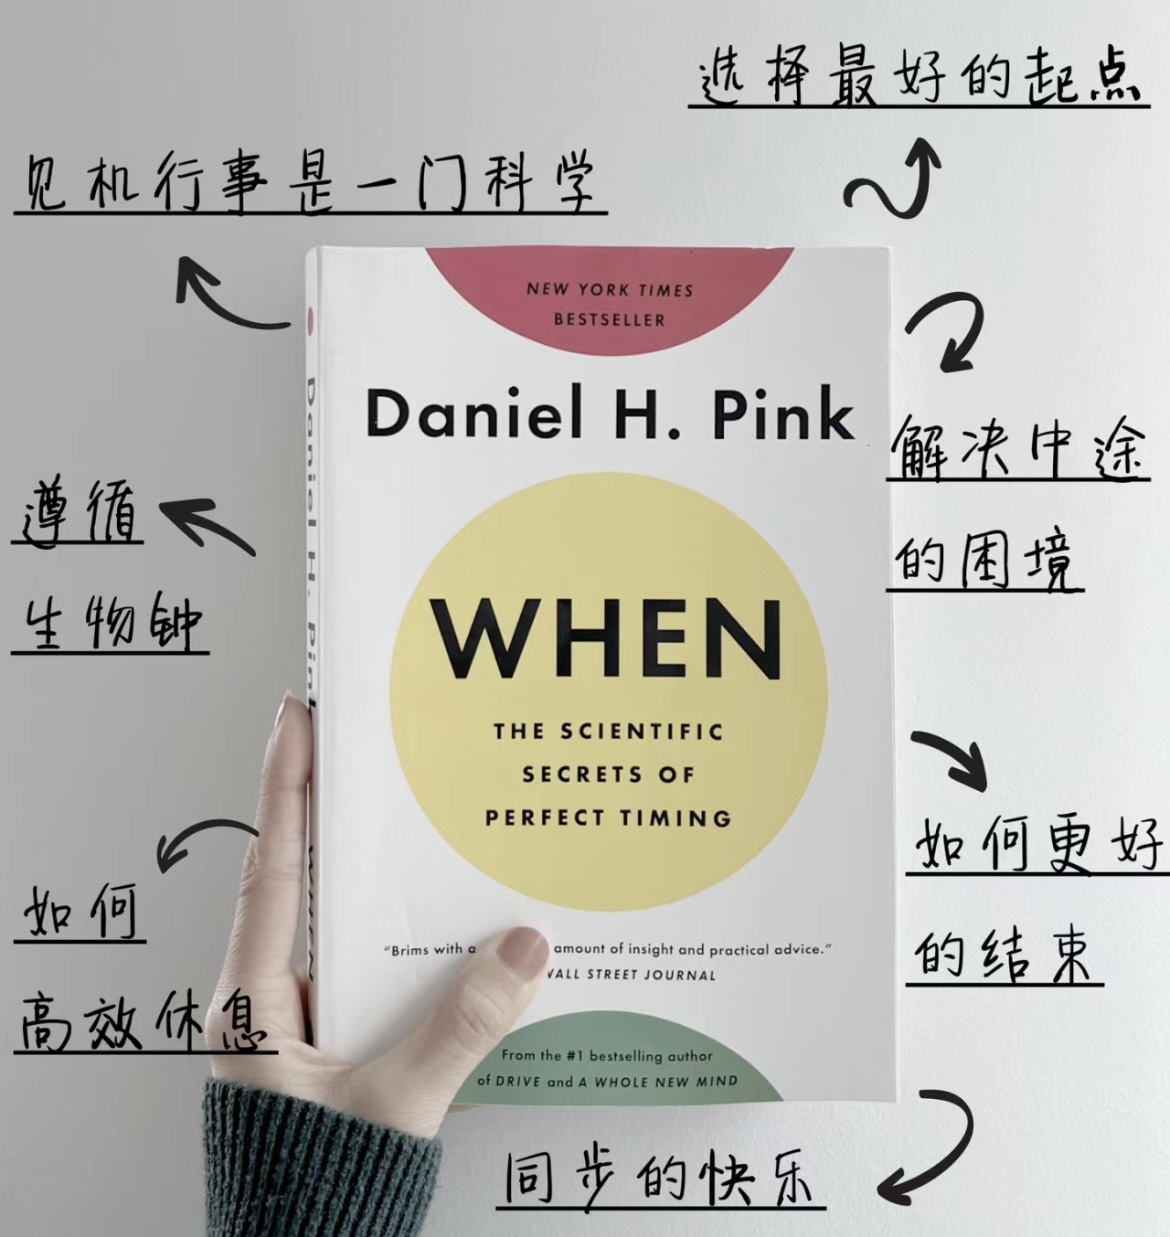 选择最好的起点
见机行事是一门科学
NEW YORK TIMES
BESTSELLER
Daniel H. Pink
解决中途
的困境
遵循
生物钟
WHEN
THE SCIENTIFIC
SECRETS OF
PERFECT TIMING
Daniel H. Pink
WHEN
如何更好
的结束
如何
高效休息
"Brims with a amount of insight and practical advice."
WALL STREET JOURNAL
From the #1 bestselling author
of DRIVE and A WHOLE NEW MIND
同步的快乐